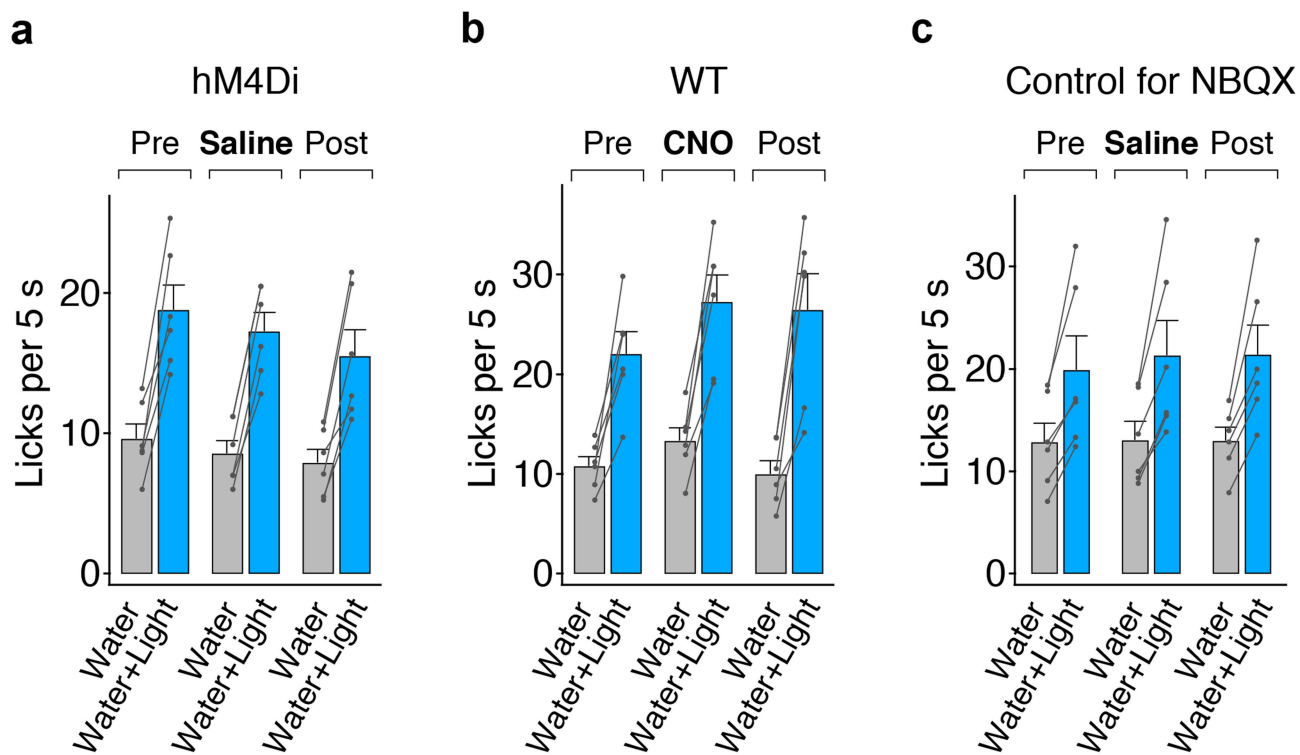 a
hM4Di
Pre Saline Post
Licks per 5 s
20
10
0
Water
Water+Light
Water
Water+Light
Water
Water+Light
b
WT
Pre CNO Post
Licks per 5 s
30
20
10
0
Water
Water+Light
Water
Water+Light
Water
Water+Light
c
Control for NBQX
Pre Saline Post
Licks per 5 s
30
20
10
0
Water
Water+Light
Water
Water+Light
Water
Water+Light